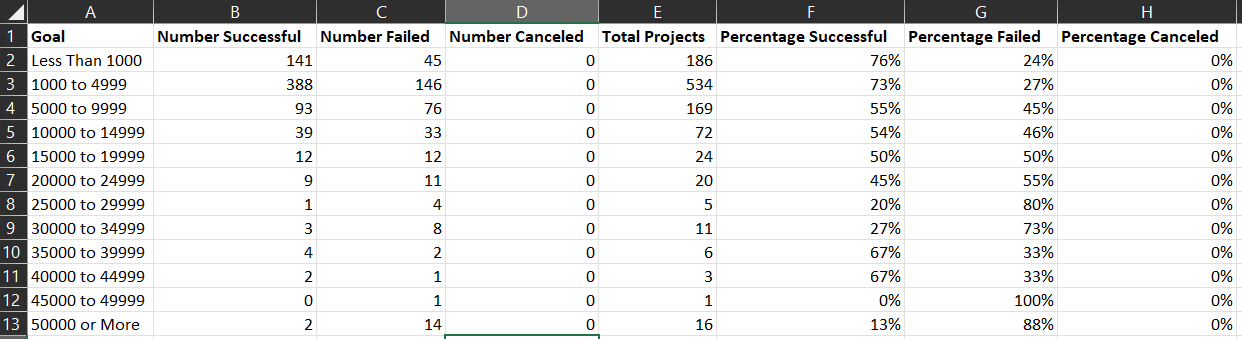 A B C D E F G H
1 Goal Number Successful Number Failed Number Canceled Total Projects Percentage Successful Percentage Failed Percentage Canceled
2 Less Than 1000 141 45 0 186 76% 24% 0%
3 1000 to 4999 388 146 0 534 73% 27% 0%
4 5000 to 9999 93 76 0 169 55% 45% 0%
5 10000 to 14999 39 33 0 72 54% 46% 0%
6 15000 to 19999 12 12 0 24 50% 50% 0%
7 20000 to 24999 9 11 0 20 45% 55% 0%
8 25000 to 29999 1 4 0 5 20% 80% 0%
9 30000 to 34999 3 8 0 11 27% 73% 0%
10 35000 to 39999 4 2 0 6 67% 33% 0%
11 40000 to 44999 2 1 0 3 67% 33% 0%
12 45000 to 49999 0 1 0 1 0% 100% 0%
13 50000 or More 2 14 0 16 13% 88% 0%